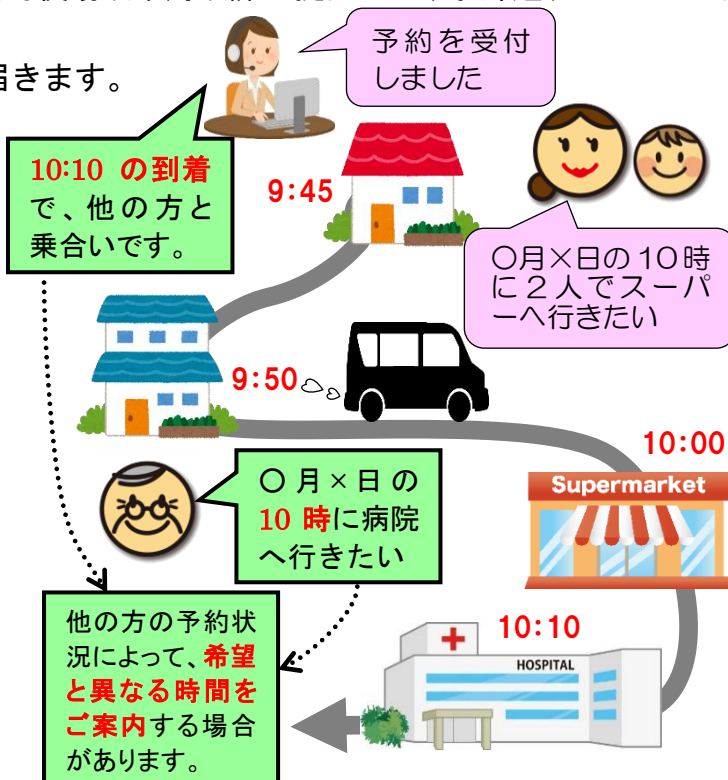 届きます。
予約を受付
しました
10:10 の到着
で、他の方と
乗合いです。
9:45
〇月×日の10時
に2人でスーパ
ーへ行きたい
9:50
10:00
Supermarket
〇月×日の
10 時に病院
へ行きたい
10:10
HOSPITAL
他の方の予約状
況によって、希望
と異なる時間を
ご案内する場合
があります。